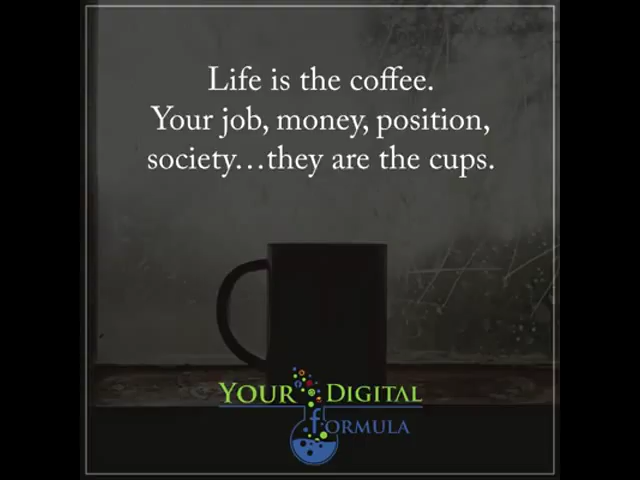 Life is the coffee.
Your job, money, position,
society...they are the cups.
YOUR DIGITAL
fORMULA